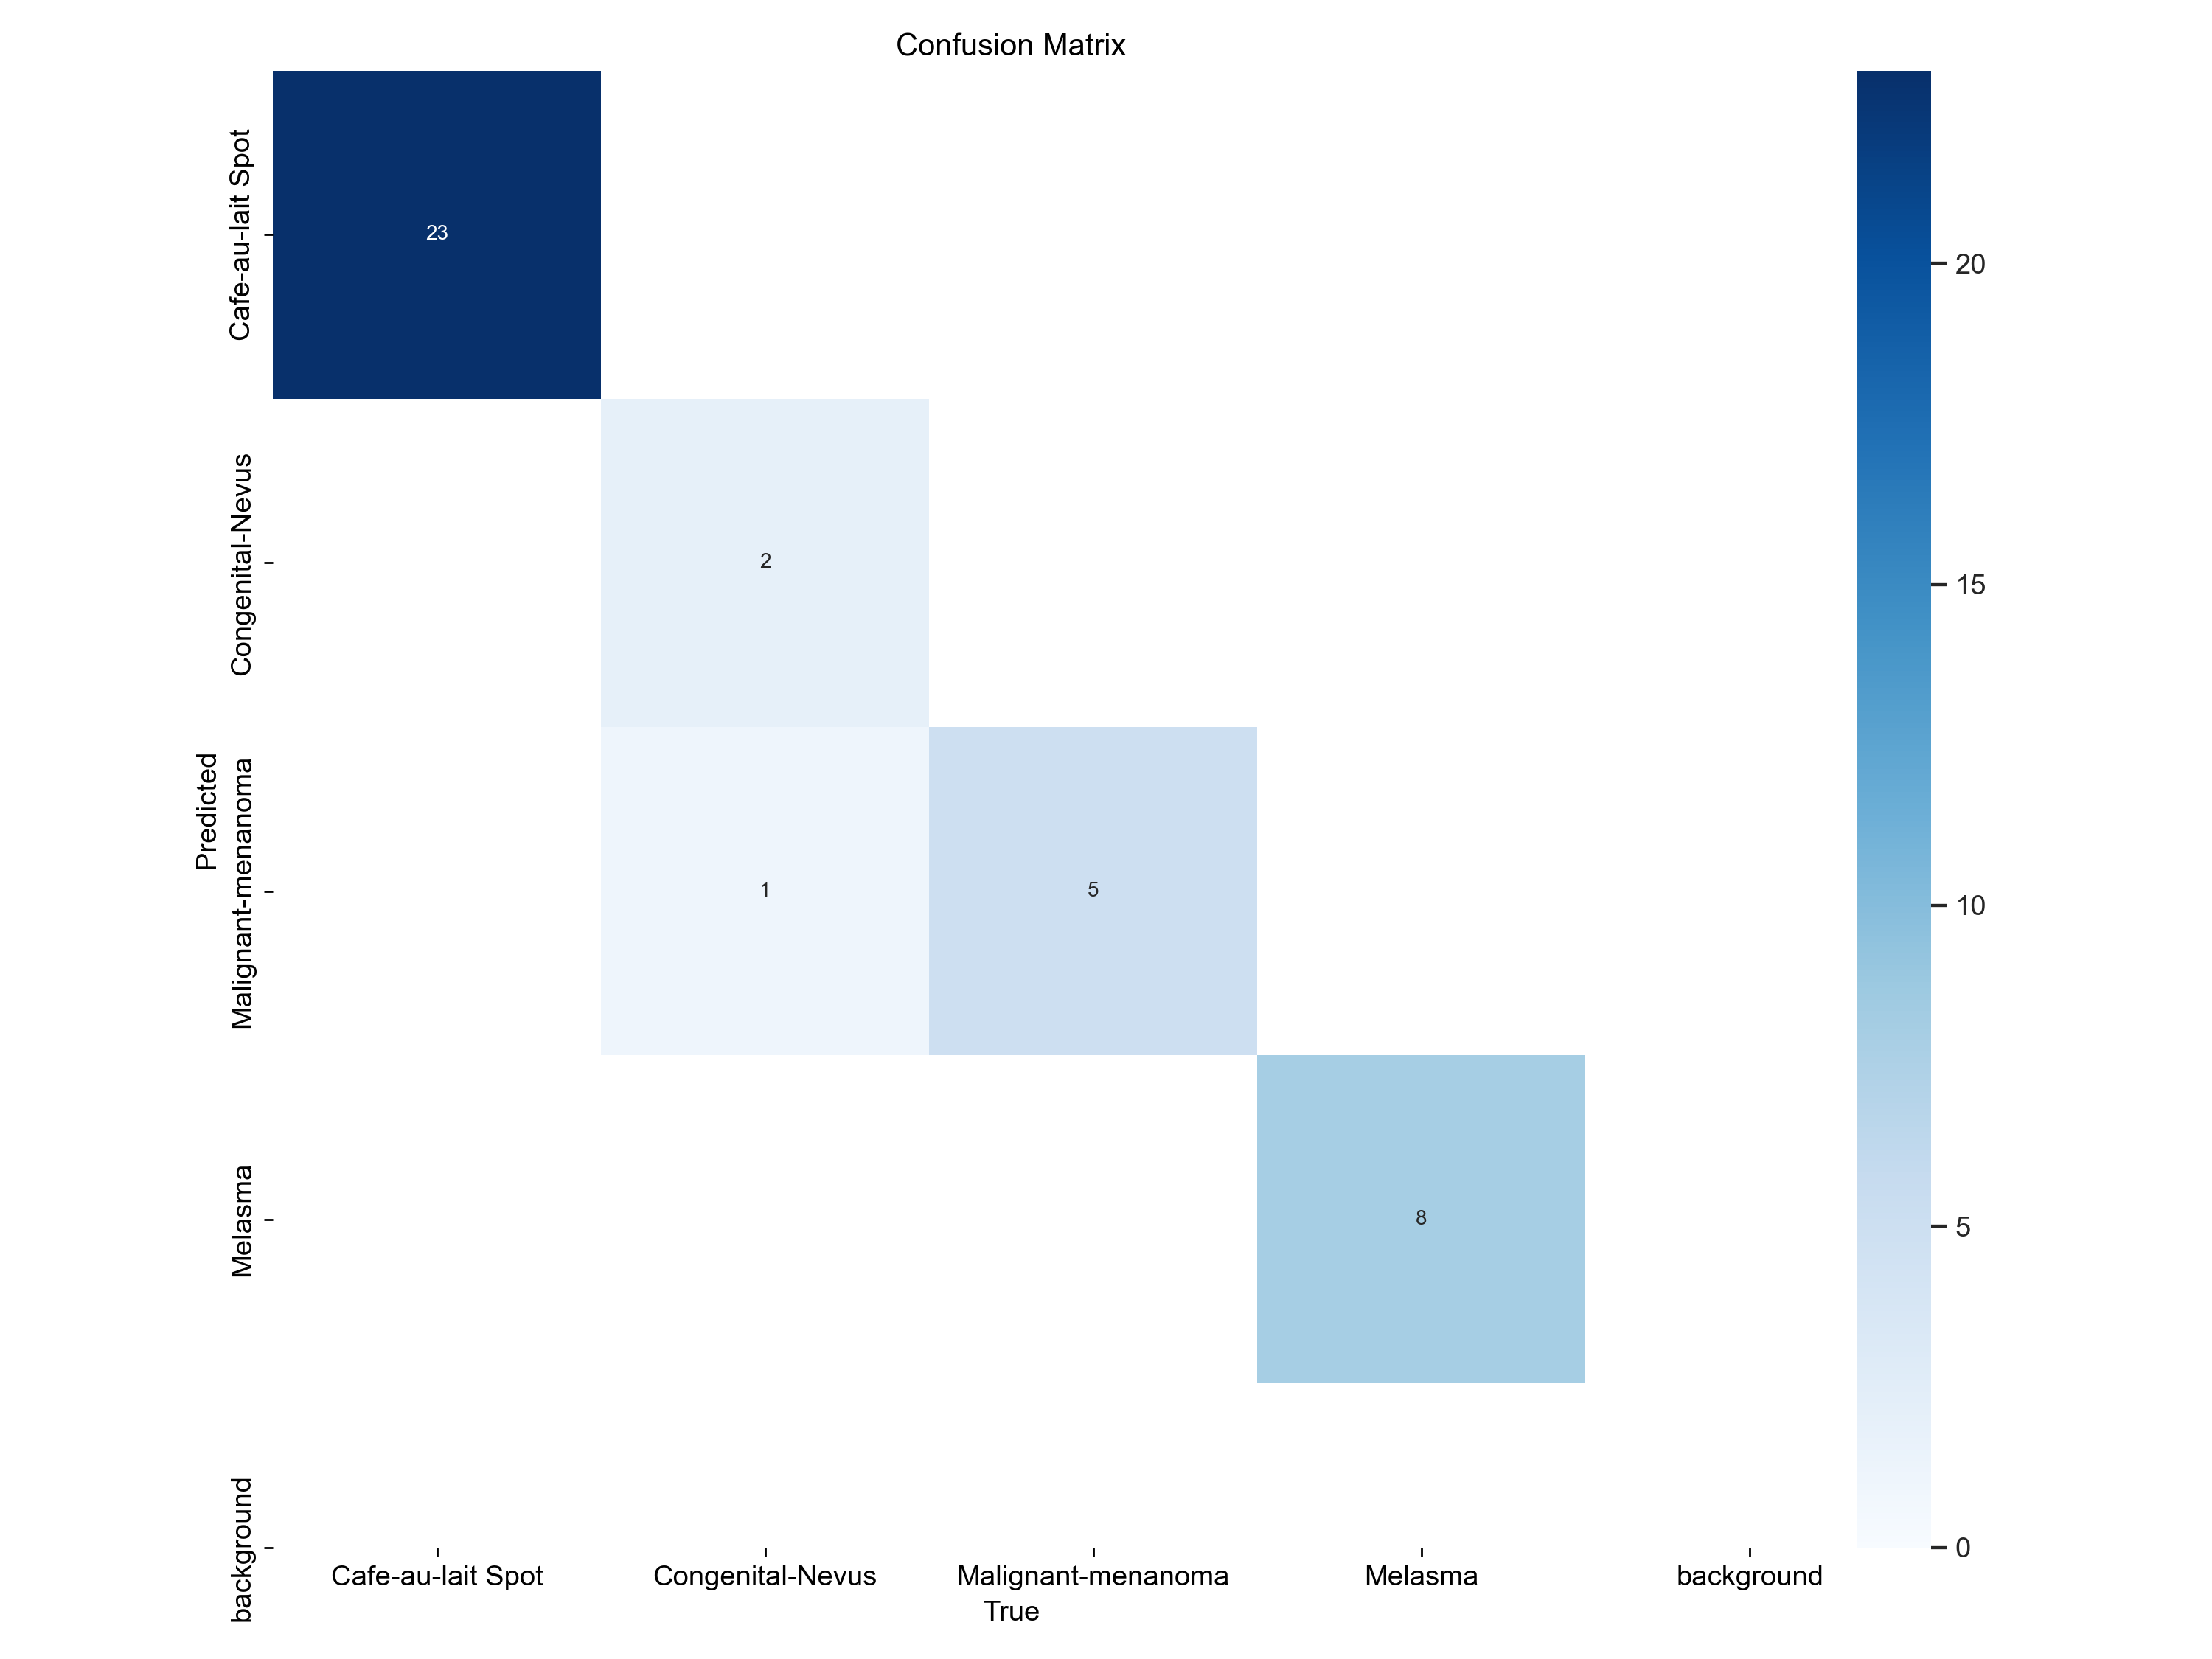 Confusion Matrix
Cafe-au-lait Spot
Congenital-Nevus
Malignant-menanoma
Melasma
background
Predicted
23
2
1
5
8
20
15
10
5
0
Cafe-au-lait Spot
Congenital-Nevus
Malignant-menanoma
Melasma
background
True